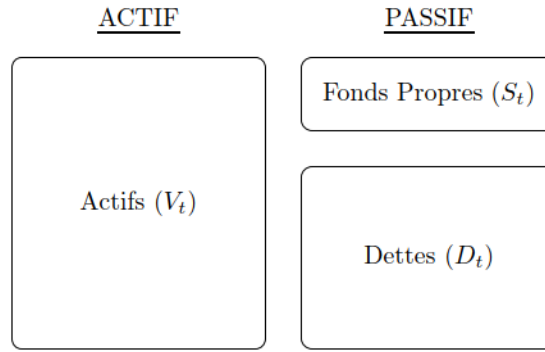 ACTIF
PASSIF
Fonds Propres (S_t)
Actifs (V_t)
Dettes (D_t)